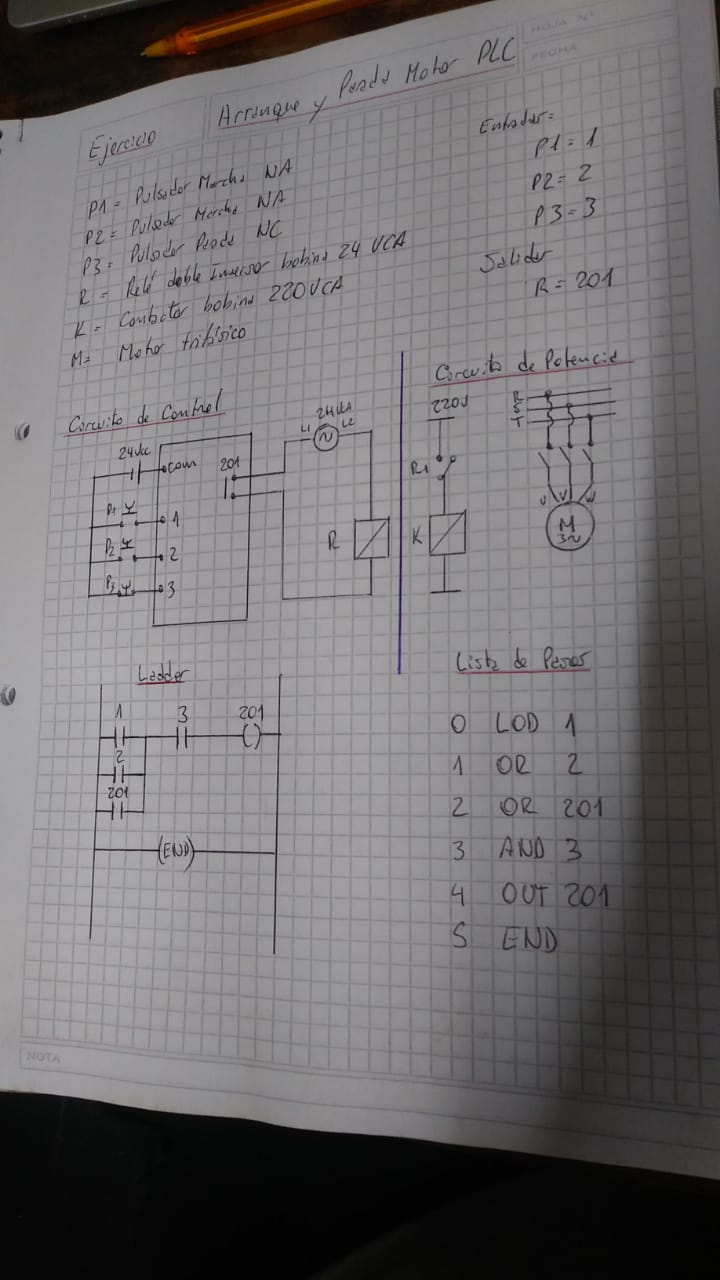 HOJA Nº
FECHA
Ejercicio
Arranque y Parada Motor PLC
P1 = Pulsador Marcha NA
P2 = Pulsador Marcha NA
P3 = Pulsador Parada NC
R = Relé doble Inversor bobina 24 VCA
K = Contactor bobina 220VCA
M= Motor trifásico
Entradas=
P1= 1
P2= 2
P3=3
Salidas
R= 201
Circuito de Control
24Vcc
com
201
P1
1
P2
2
P3
3
24Vca
L1
L2
R
Circuito de Potencia
220V
R1
K
R
S
T
U V W
M
3~
Ladder
1 3 201
2
201
(END)
Lista de Pasos
0 LOD 1
1 OR 2
2 OR 201
3 AND 3
4 OUT 201
5 END
NOTA